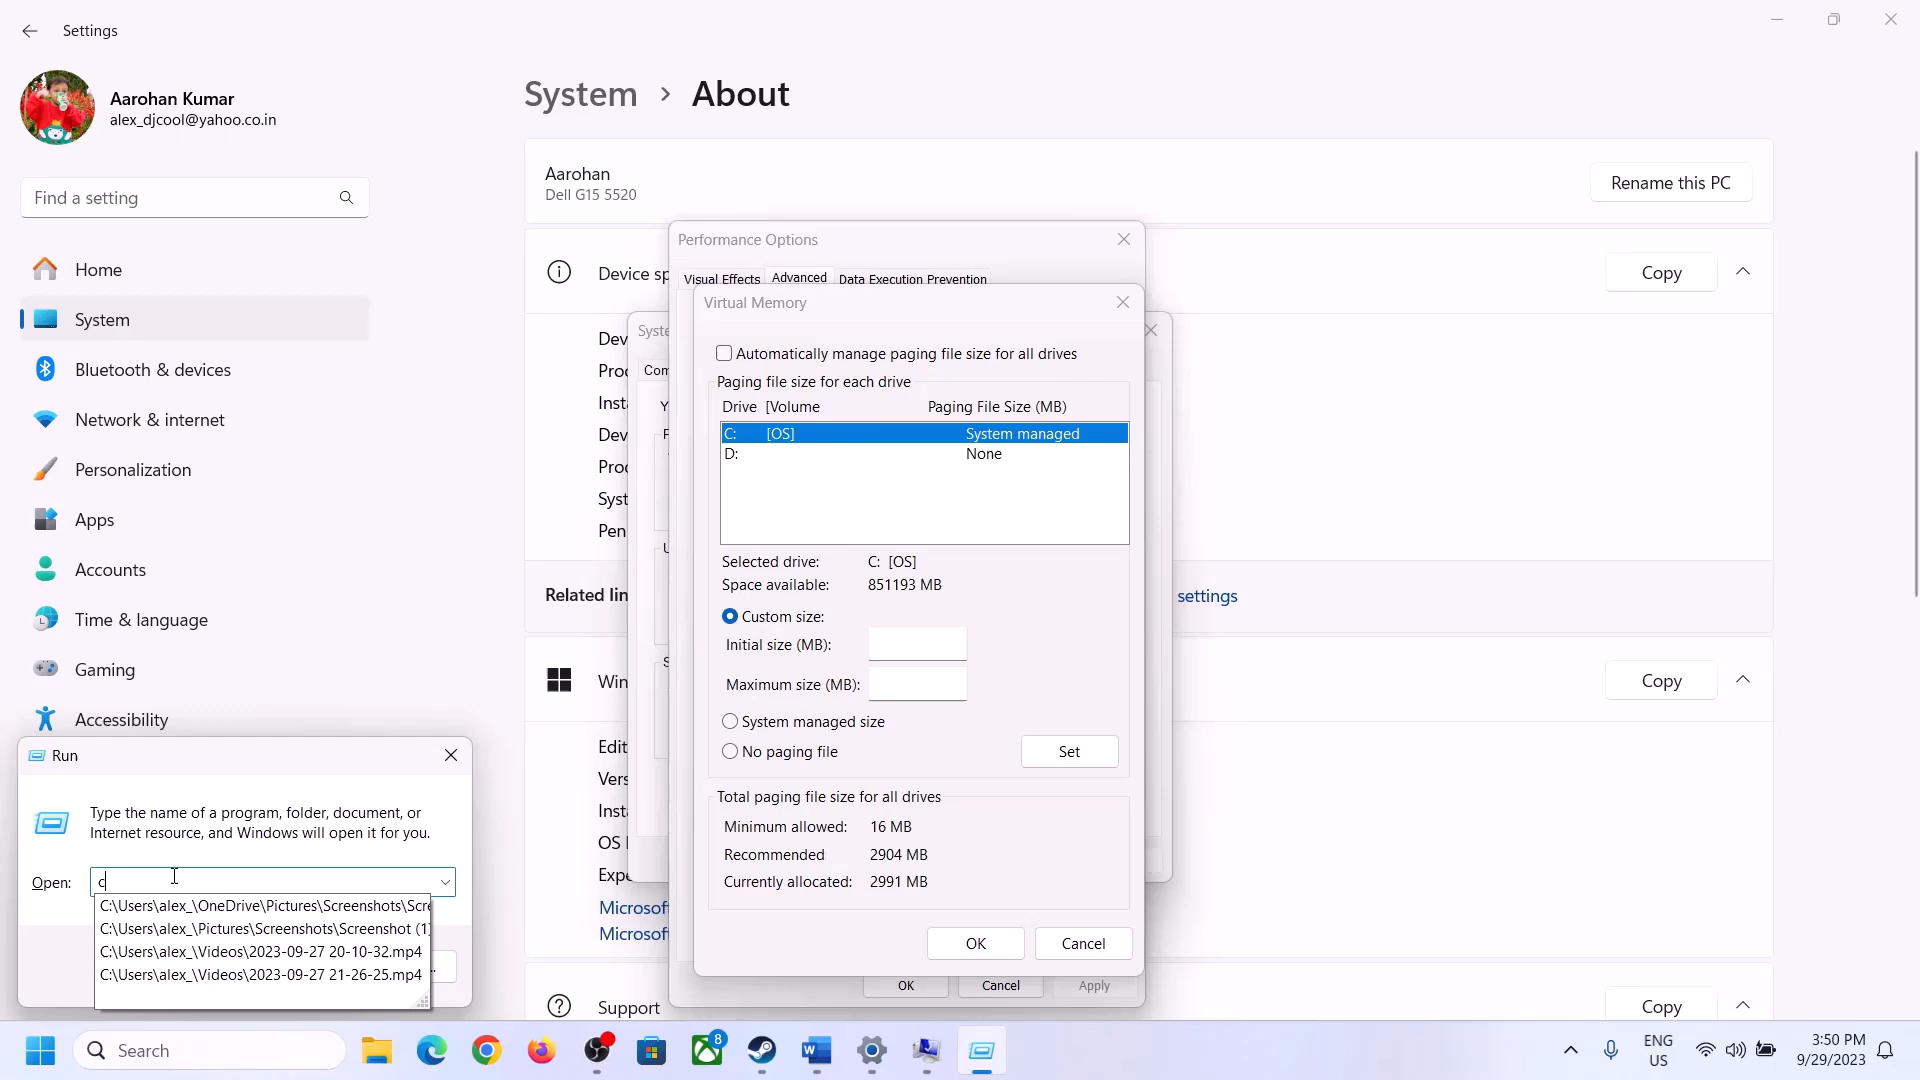 Settings
Aarohan Kumar
alex_djcool@yahoo.co.in
Find a setting
Home
System
Bluetooth & devices
Network & internet
Personalization
Apps
Accounts
Time & language
Gaming
Accessibility
System > About
Aarohan
Dell G15 5520
Rename this PC
Device sp
Copy
Dev
Proc
Insta
Dev
Proc
Syst
Pen
Related lin
settings
Win
Copy
Edit
Vers
Insta
OS
Expe
Microsof
Microsof
Support
Copy
Syste
Com
Performance Options
Visual Effects
Advanced
Data Execution Prevention
OK
Cancel
Apply
Virtual Memory
Automatically manage paging file size for all drives
Paging file size for each drive
Drive [Volume Paging File Size (MB)
C: [OS] System managed
D: None
Selected drive: C: [OS]
Space available: 851193 MB
Custom size:
Initial size (MB):
Maximum size (MB):
System managed size
No paging file
Set
Total paging file size for all drives
Minimum allowed: 16 MB
Recommended 2904 MB
Currently allocated: 2991 MB
OK
Cancel
Run
Type the name of a program, folder, document, or
Internet resource, and Windows will open it for you.
Open: c
C:\Users\alex_\OneDrive\Pictures\Screenshots\Scre
C:\Users\alex_\Pictures\Screenshots\Screenshot (1)
C:\Users\alex_\Videos\2023-09-27 20-10-32.mp4
C:\Users\alex_\Videos\2023-09-27 21-26-25.mp4
Search
8
ENG
US
3:50 PM
9/29/2023